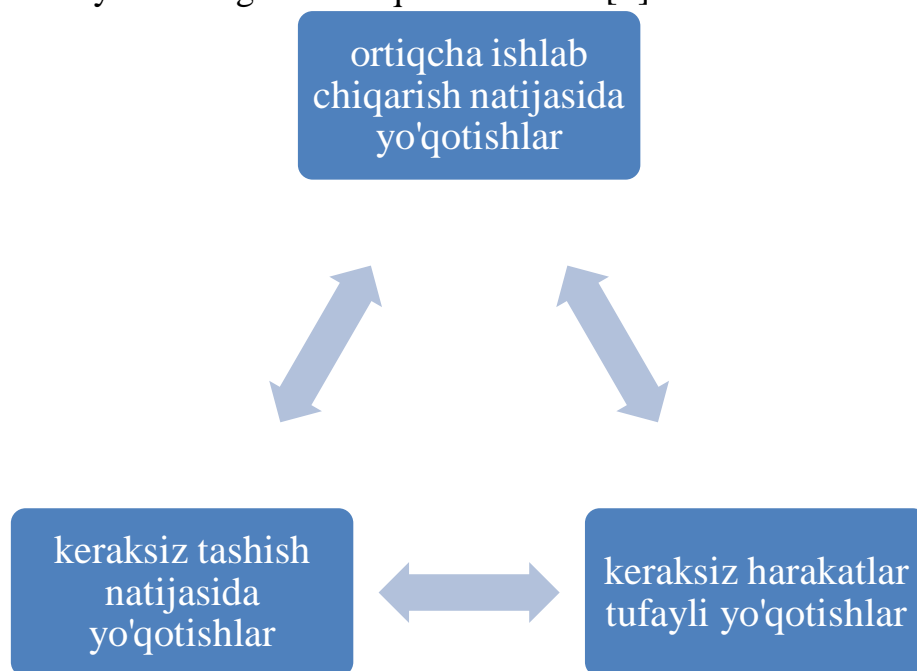 ortiqcha ishlab
chiqarish natijasida
yo'qotishlar
keraksiz tashish
natijasida
yo'qotishlar
keraksiz harakatlar
tufayli yo'qotishlar